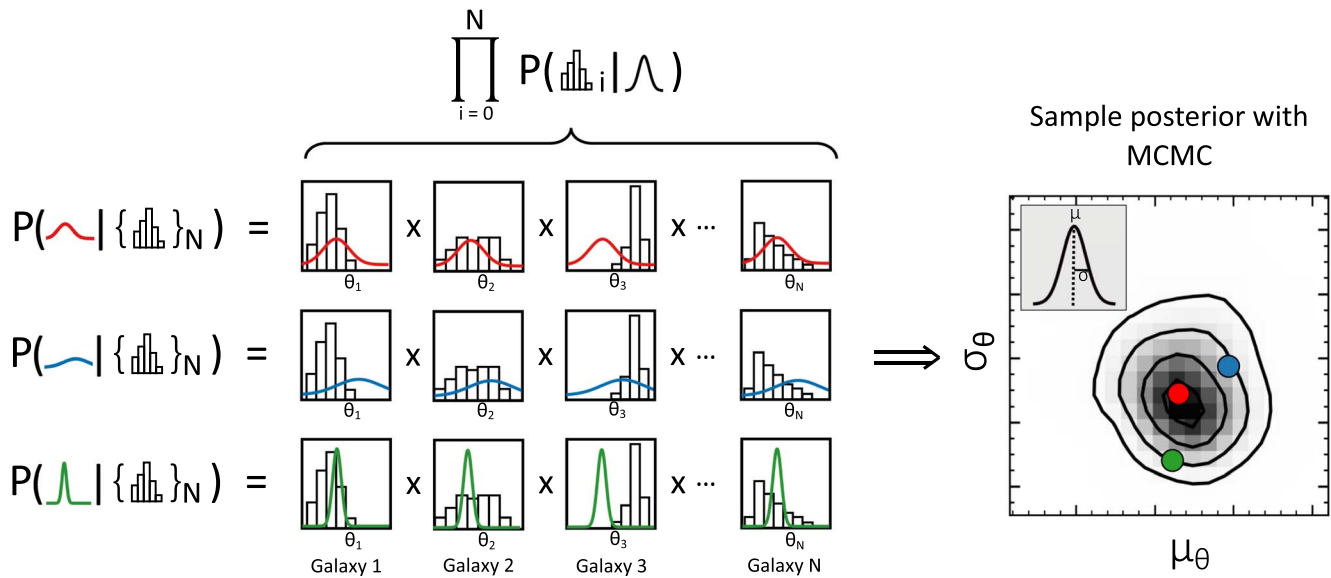 N
∏ P( i | )
i = 0
Sample posterior with
MCMC
P( | { }N ) = x x x ...
θ1 θ2 θ3 θN
P( | { }N ) = x x x ...
θ1 θ2 θ3 θN
P( | { }N ) = x x x ...
θ1 θ2 θ3 θN
Galaxy 1 Galaxy 2 Galaxy 3 Galaxy N
⟹
μ
σ
σθ
μθ